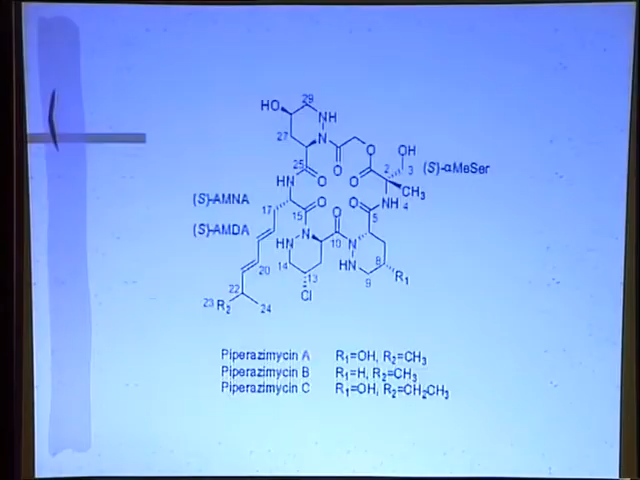 29
HO
NH
N
27
O
OH
O
2
3
(S)-αMeSer
25
O
O
HN
CH₃
(S)-AMNA
O
NH
4
17
15
O
O
5
(S)-AMDA
N
N
10
HN
HN
8
20
14
13
9
R₁
22
Cl
23
R₂
24
Piperazimycin A R₁=OH, R₂=CH₃
Piperazimycin B R₁=H, R₂=CH₃
Piperazimycin C R₁=OH, R₂=CH₂CH₃